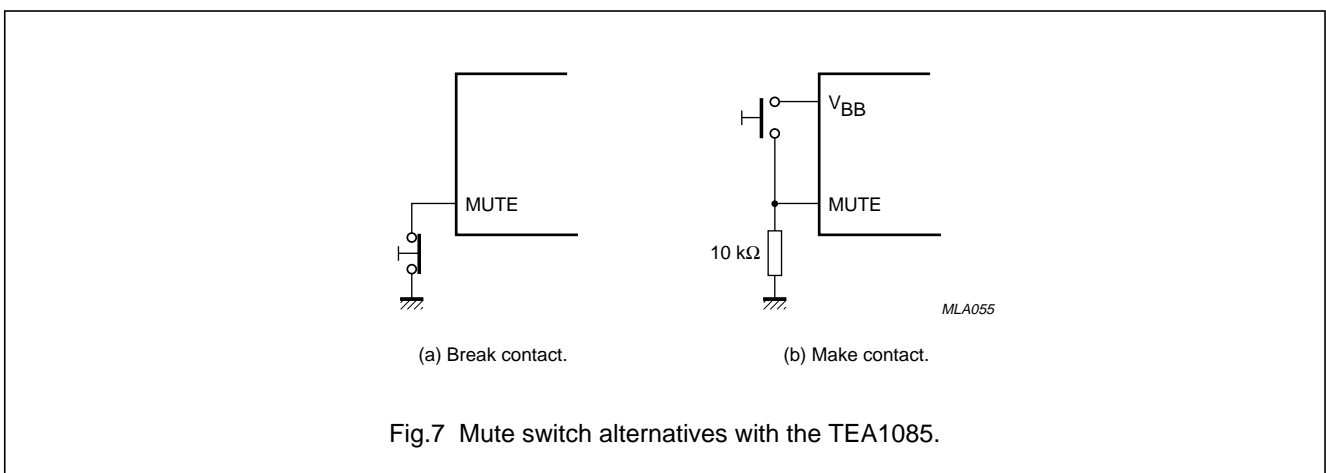 V_BB
MUTE
MUTE
10 kΩ
MLA055
(a) Break contact.
(b) Make contact.
Fig.7 Mute switch alternatives with the TEA1085.